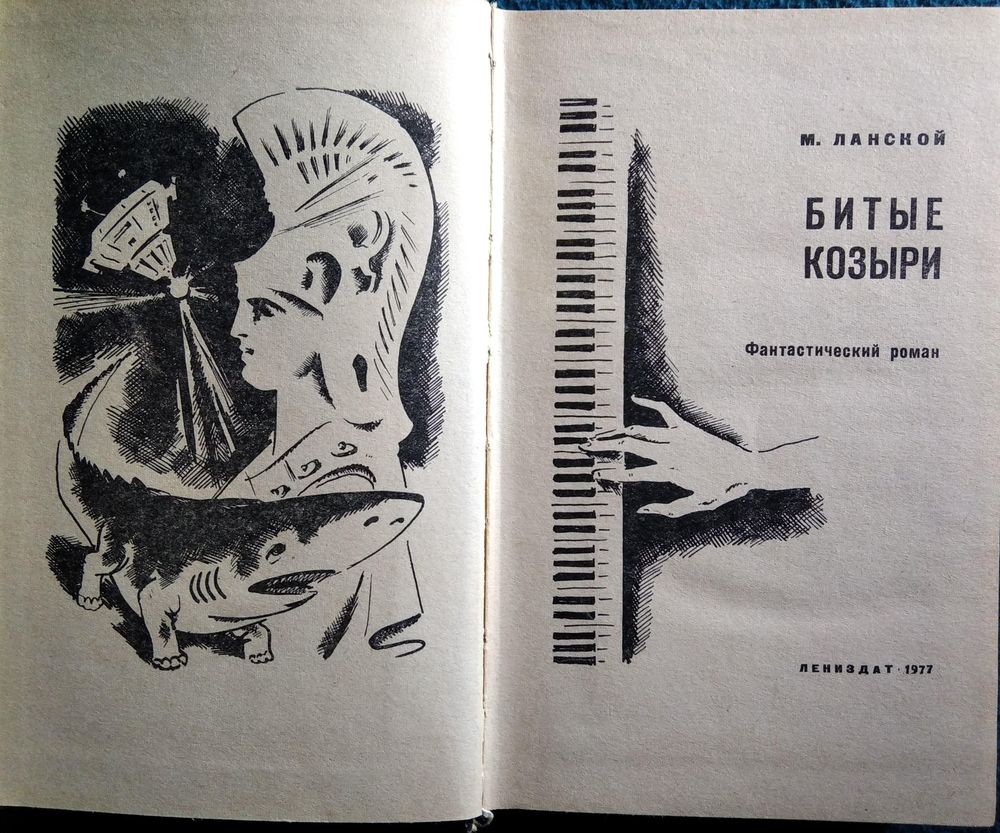 М. ЛАНСКОЙ
БИТЫЕ
КОЗЫРИ
Фантастический роман
ЛЕНИЗДАТ · 1977